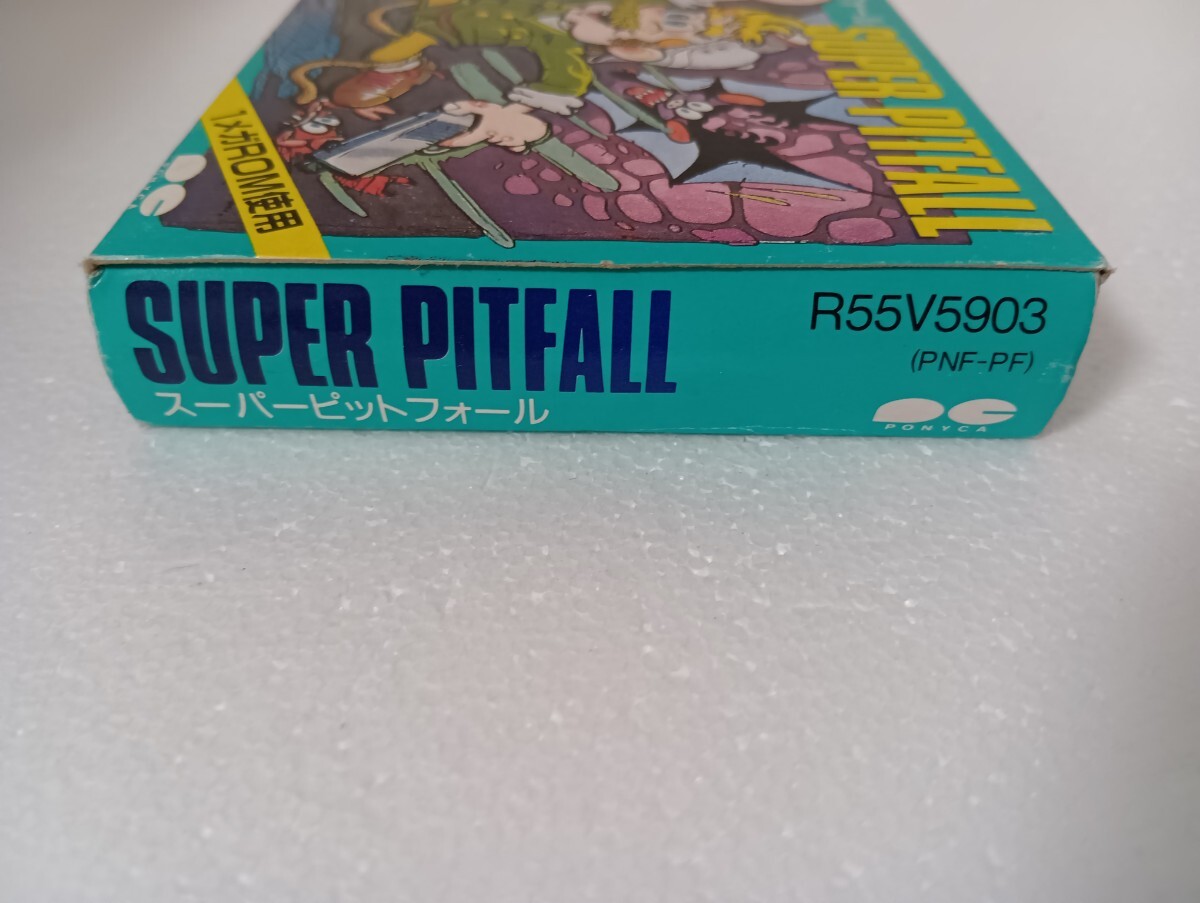 SUPER PITFALL
1メガROM使用
SUPER PITFALL
スーパーピットフォール
R55V5903
(PNF-PF)
PONYCA